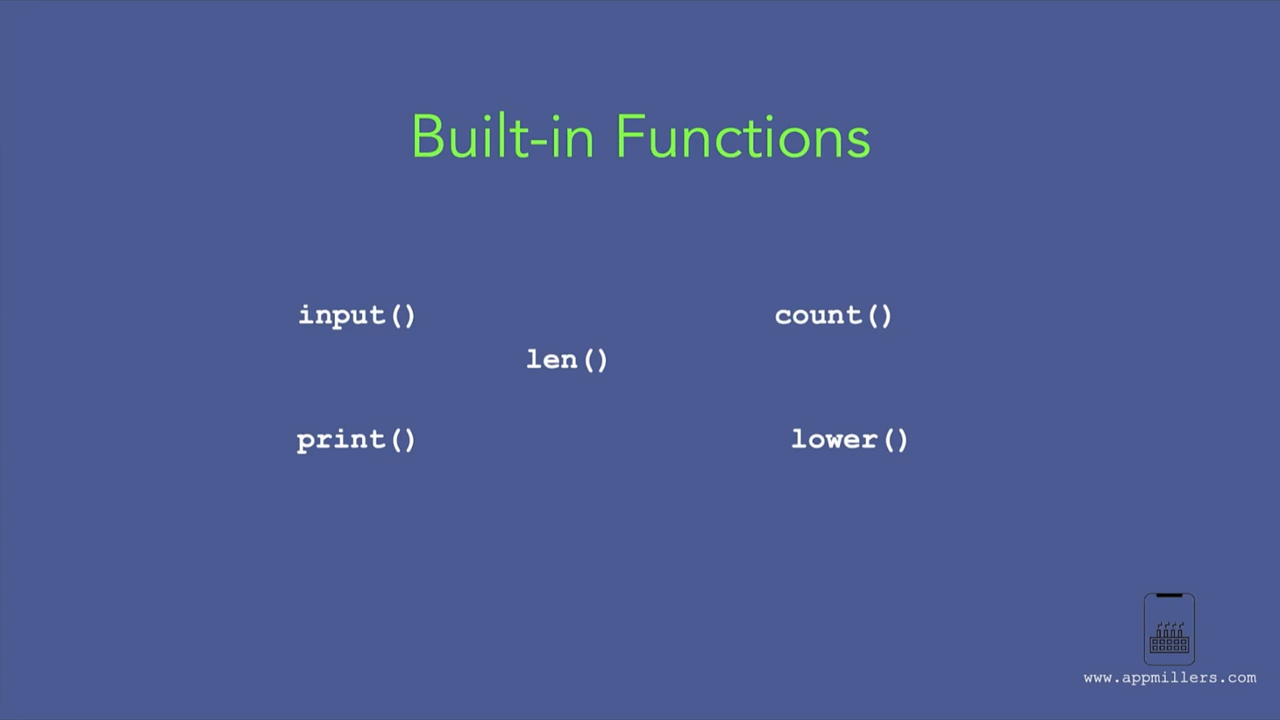 Built-in Functions
input()
count()
len()
print()
lower()
www.appmillers.com